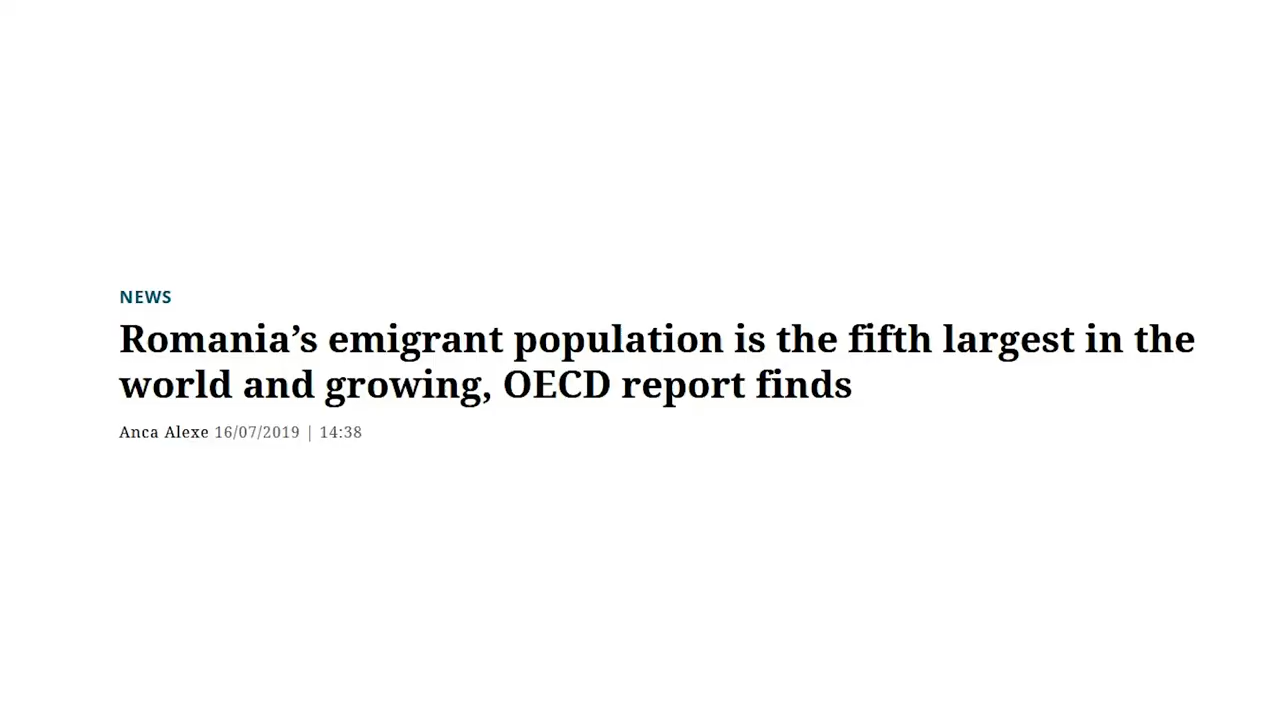 NEWS
Romania’s emigrant population is the fifth largest in the
world and growing, OECD report finds
Anca Alexe 16/07/2019 | 14:38